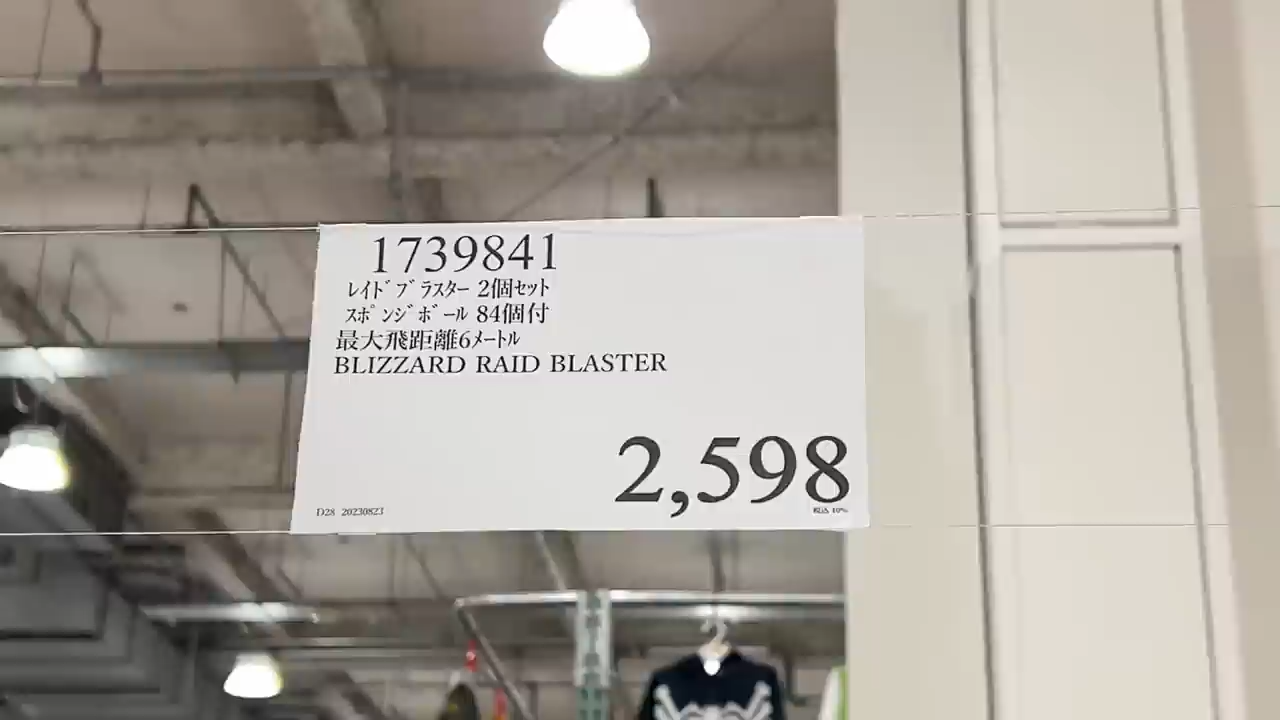 1739841
レイドブラスター 2個セット
スポンジボール 84個付
最大飛距離6メートル
BLIZZARD RAID BLASTER
2,598
D28 20230823
税込 10%